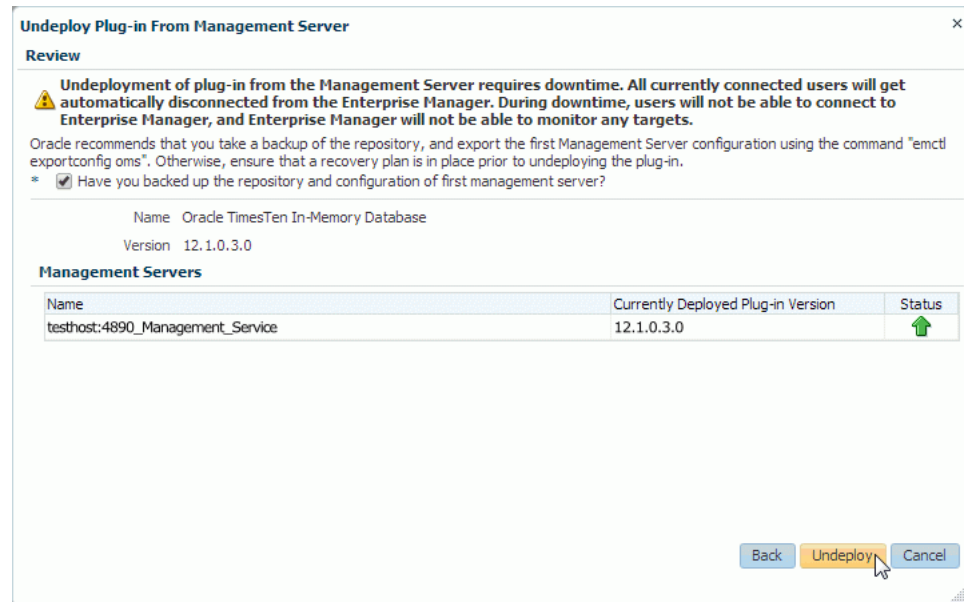 Undeploy Plug-in From Management Server
Review
Undeployment of plug-in from the Management Server requires downtime. All currently connected users will get
automatically disconnected from the Enterprise Manager. During downtime, users will not be able to connect to
Enterprise Manager, and Enterprise Manager will not be able to monitor any targets.
Oracle recommends that you take a backup of the repository, and export the first Management Server configuration using the command "emctl
exportconfig oms". Otherwise, ensure that a recovery plan is in place prior to undeploying the plug-in.
* Have you backed up the repository and configuration of first management server?
Name Oracle TimesTen In-Memory Database
Version 12.1.0.3.0
Management Servers
Name Currently Deployed Plug-in Version Status
testhost:4890_Management_Service 12.1.0.3.0
Back Undeploy Cancel